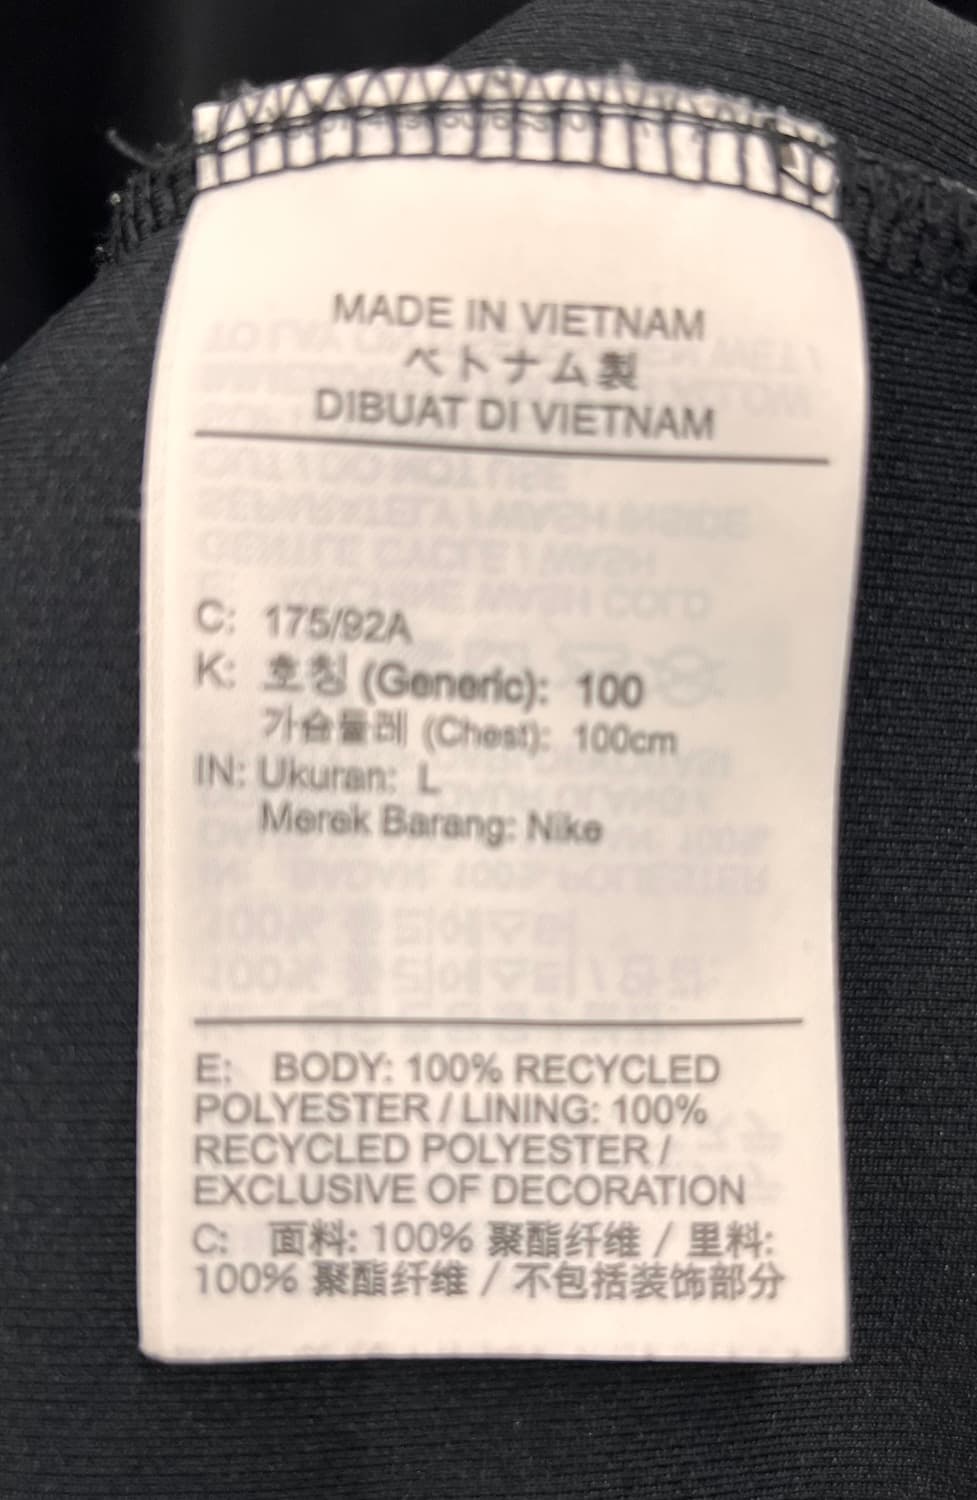 MADE IN VIETNAM
ベトナム製
DIBUAT DI VIETNAM
C: 175/92A
K: 호칭 (Generic): 100
가슴둘레 (Chest): 100cm
IN: Ukuran: L
Merek Barang: Nike
E: BODY: 100% RECYCLED
POLYESTER / LINING: 100%
RECYCLED POLYESTER /
EXCLUSIVE OF DECORATION
C: 面料: 100% 聚酯纤维 / 里料:
100% 聚酯纤维 / 不包括装饰部分